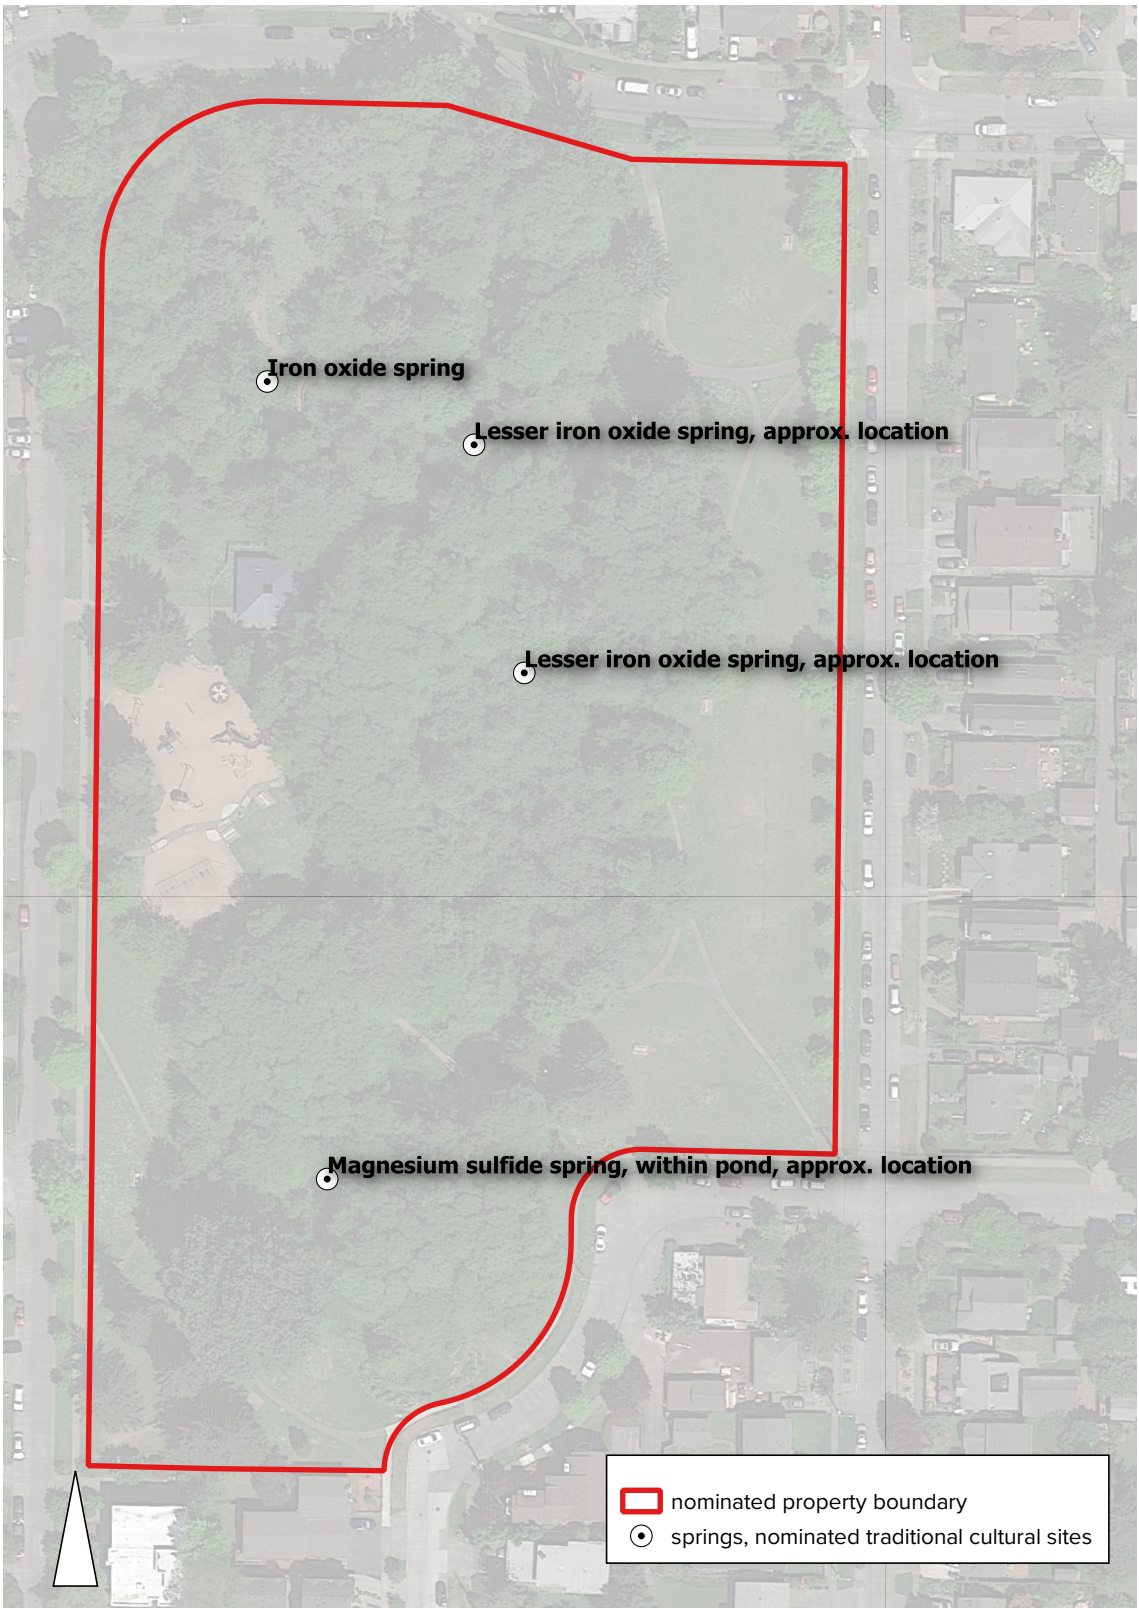 Iron oxide spring
Lesser iron oxide spring, approx. location
Lesser iron oxide spring, approx. location
Magnesium sulfide spring, within pond, approx. location
nominated property boundary
springs, nominated traditional cultural sites